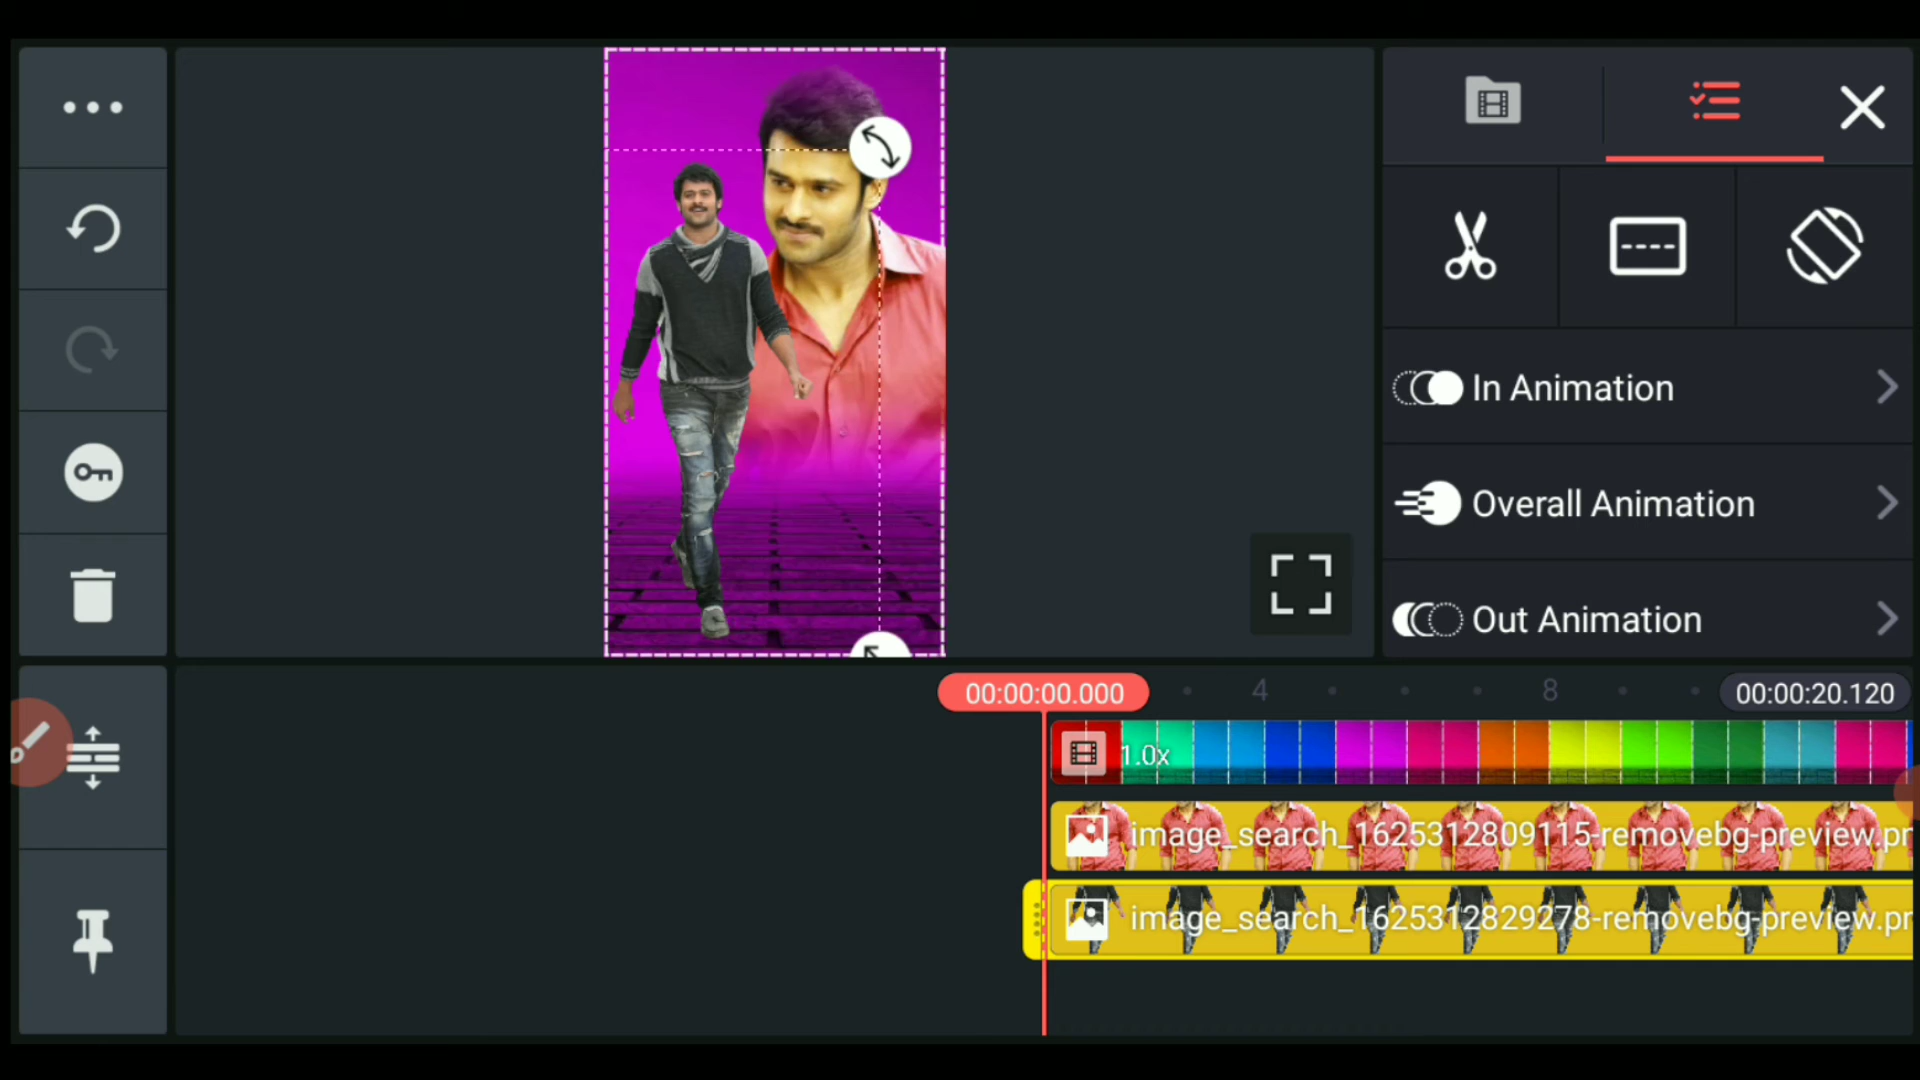 In Animation
Overall Animation
Out Animation
00:00:00.000
4
8
00:00:20.120
1.0x
image_search_1625312809115-removebg-preview.pr
image_search_1625312829278-removebg-preview.pr